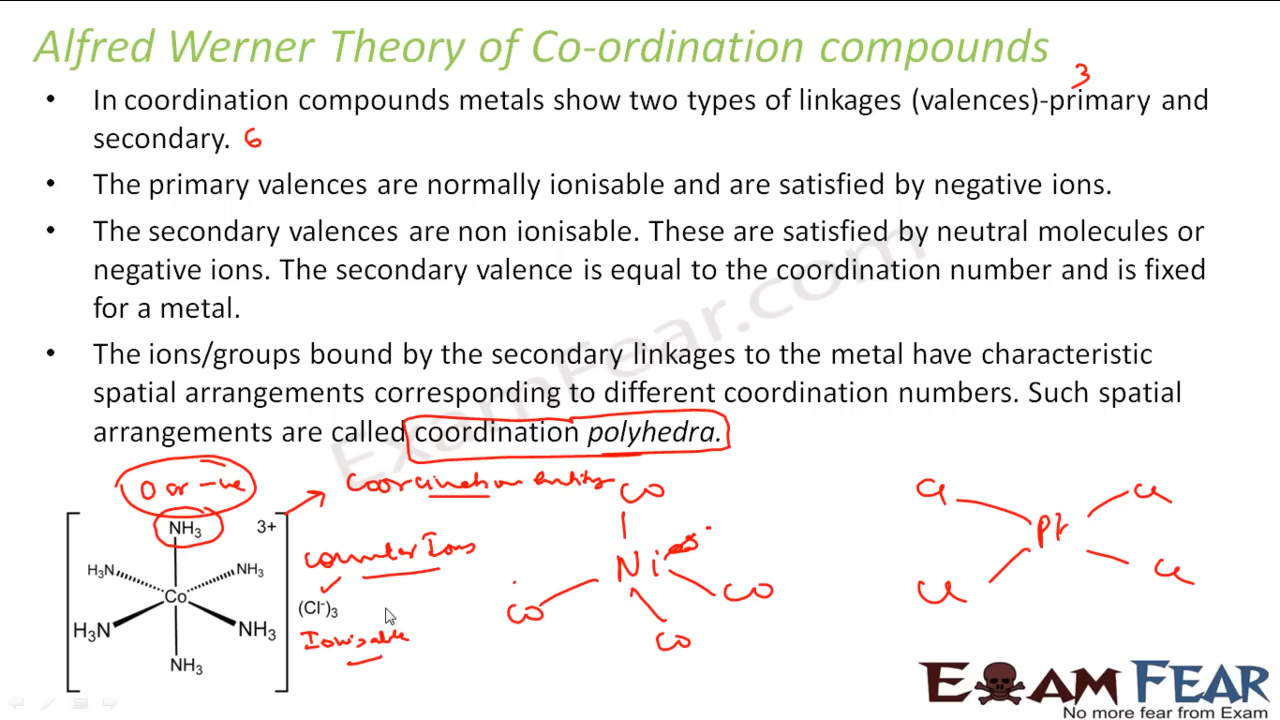 Alfred Werner Theory of Co-ordination compounds
3
• In coordination compounds metals show two types of linkages (valences)-primary and
secondary. 6
• The primary valences are normally ionisable and are satisfied by negative ions.
• The secondary valences are non ionisable. These are satisfied by neutral molecules or
negative ions. The secondary valence is equal to the coordination number and is fixed
for a metal.
• The ions/groups bound by the secondary linkages to the metal have characteristic
spatial arrangements corresponding to different coordination numbers. Such spatial
arrangements are called coordination polyhedra.
ExamFear.com
0 or -ve
Coordination entity
NH₃ 3+
H₃N NH₃
Co
H₃N NH₃
NH₃
Counter Ions
(Cl⁻)₃
Ionisable
CO
Ni
CO CO
CO
Cl Cl
Pt
Cl Cl
EXAM FEAR
No more fear from Exam